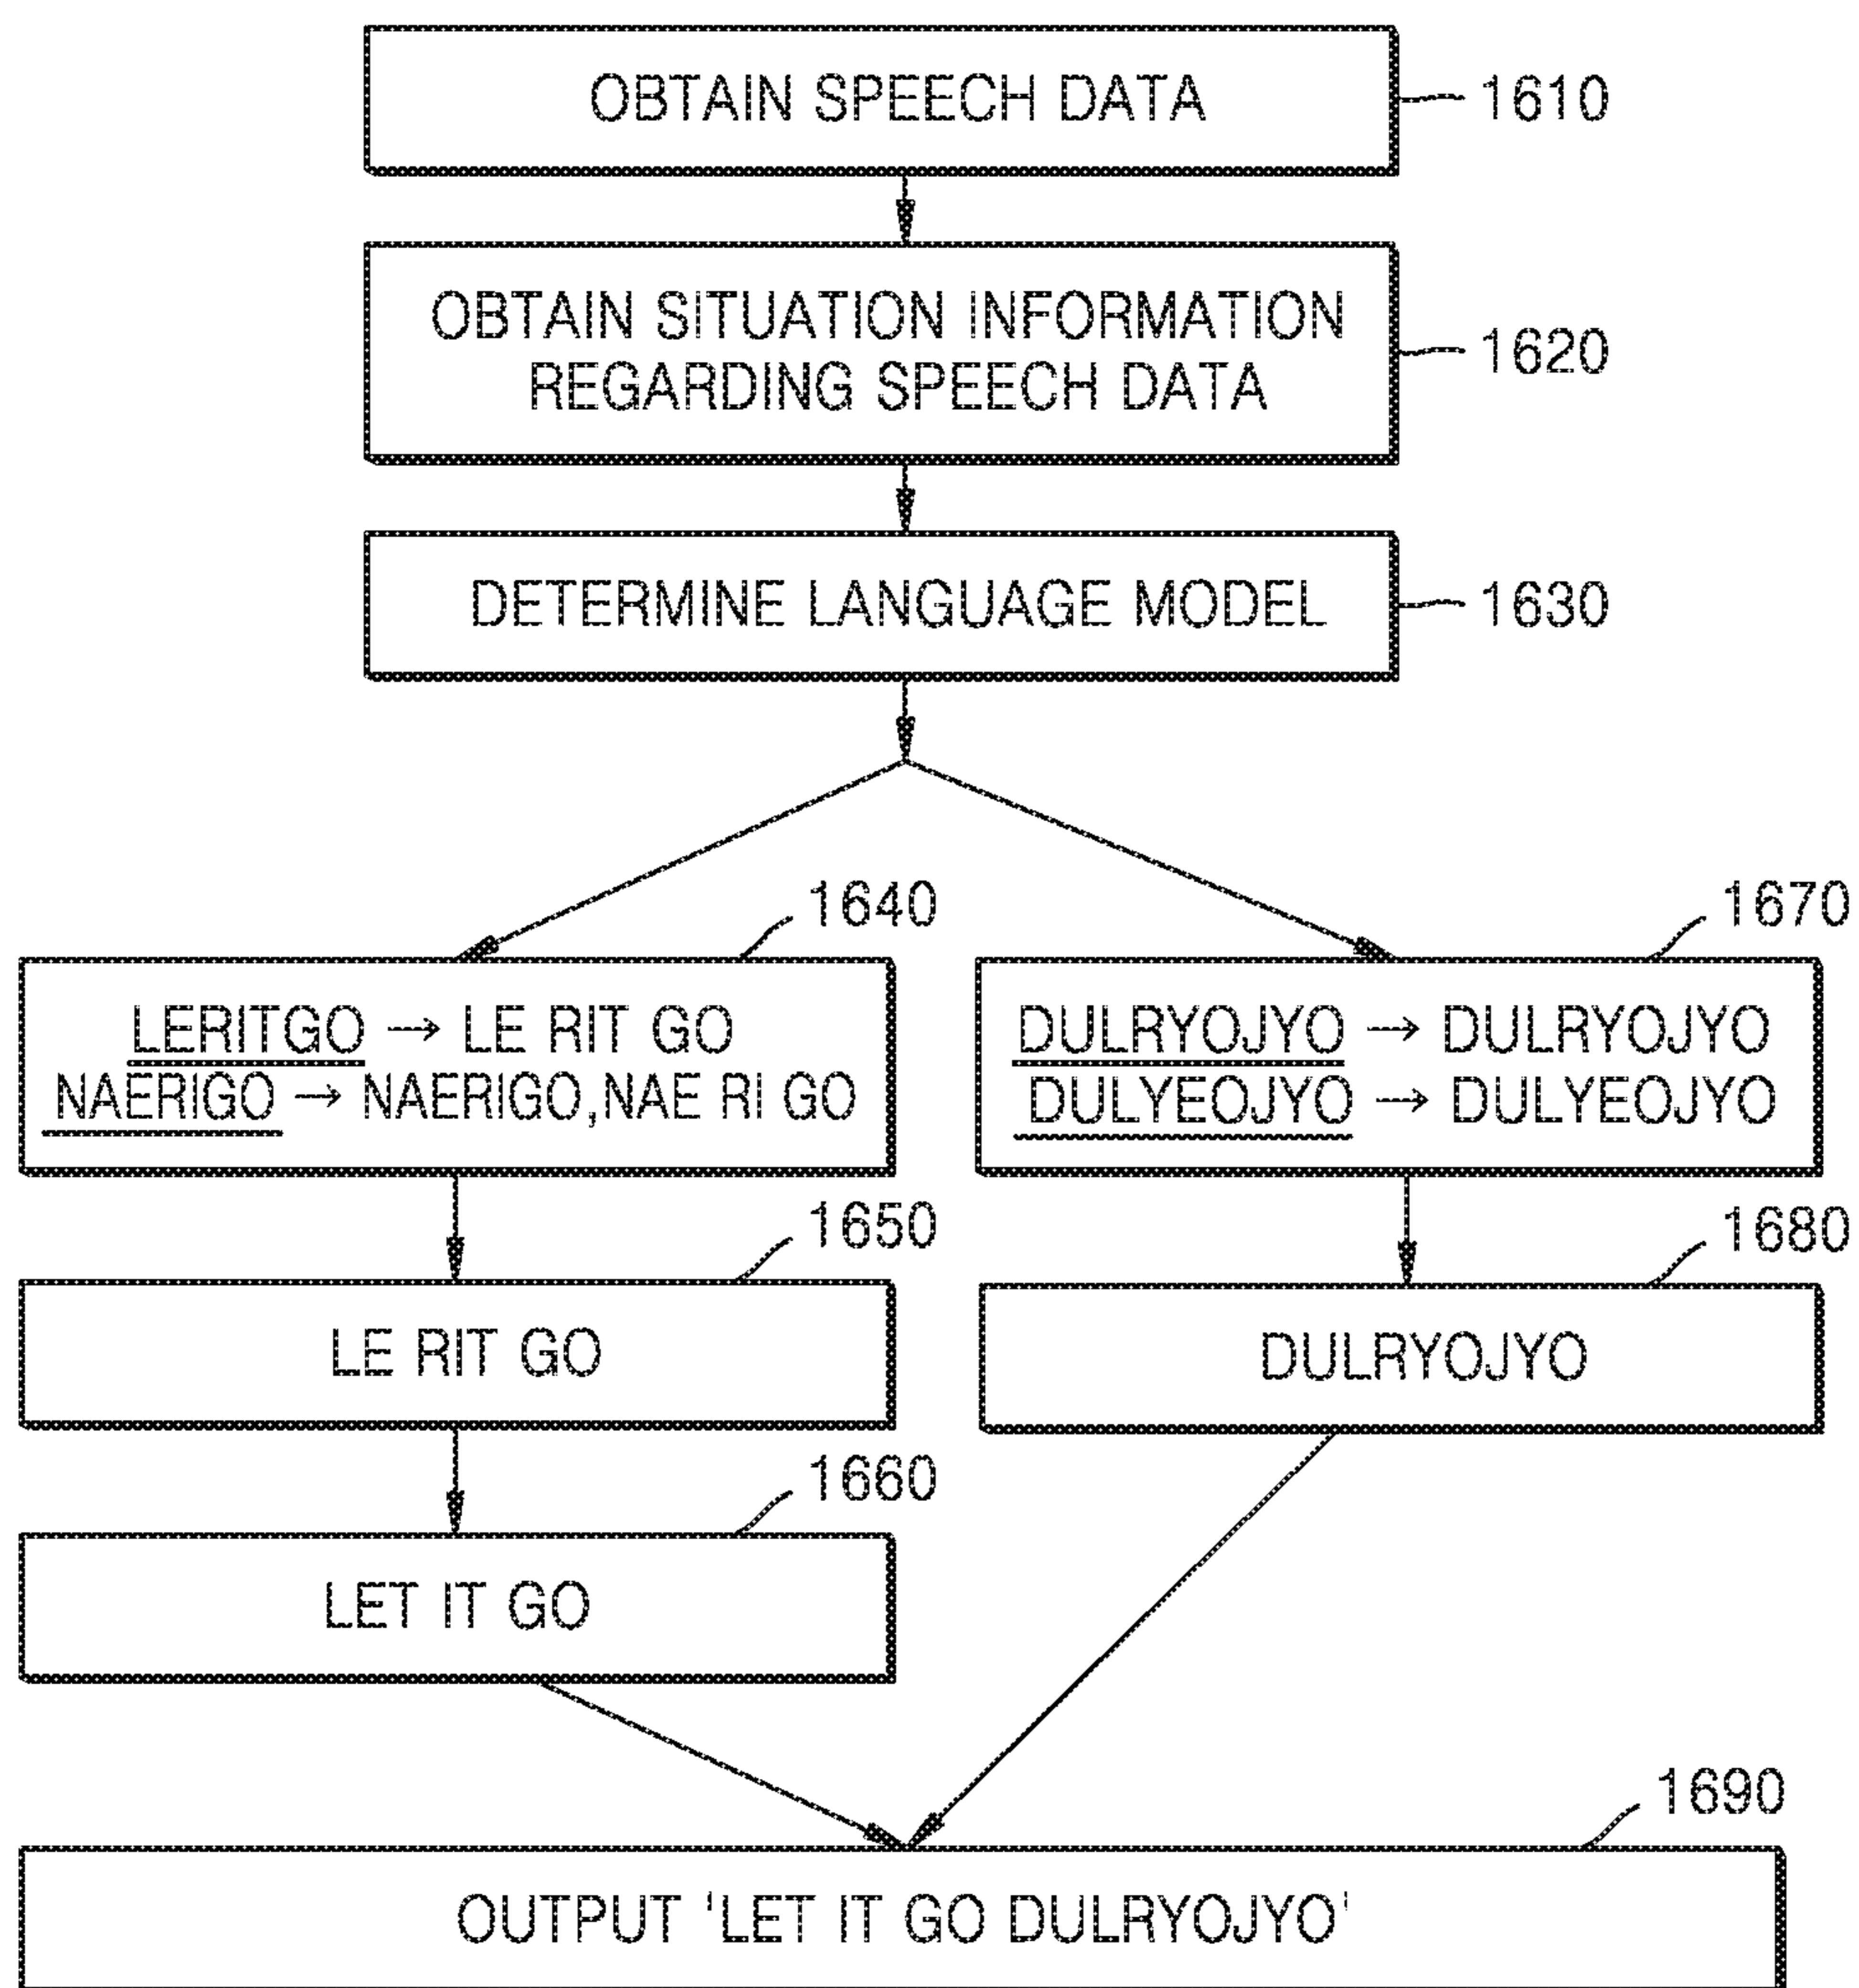 OBTAIN SPEECH DATA
1610
OBTAIN SITUATION INFORMATION
REGARDING SPEECH DATA
1620
DETERMINE LANGUAGE MODEL
1630
1640
LERITGO → LE RIT GO
NAERIGO → NAERIGO,NAE RI GO
1670
DULRYOJYO → DULRYOJYO
DULYEOJYO → DULYEOJYO
1650
LE RIT GO
1680
DULRYOJYO
1660
LET IT GO
1690
OUTPUT 'LET IT GO DULRYOJYO'